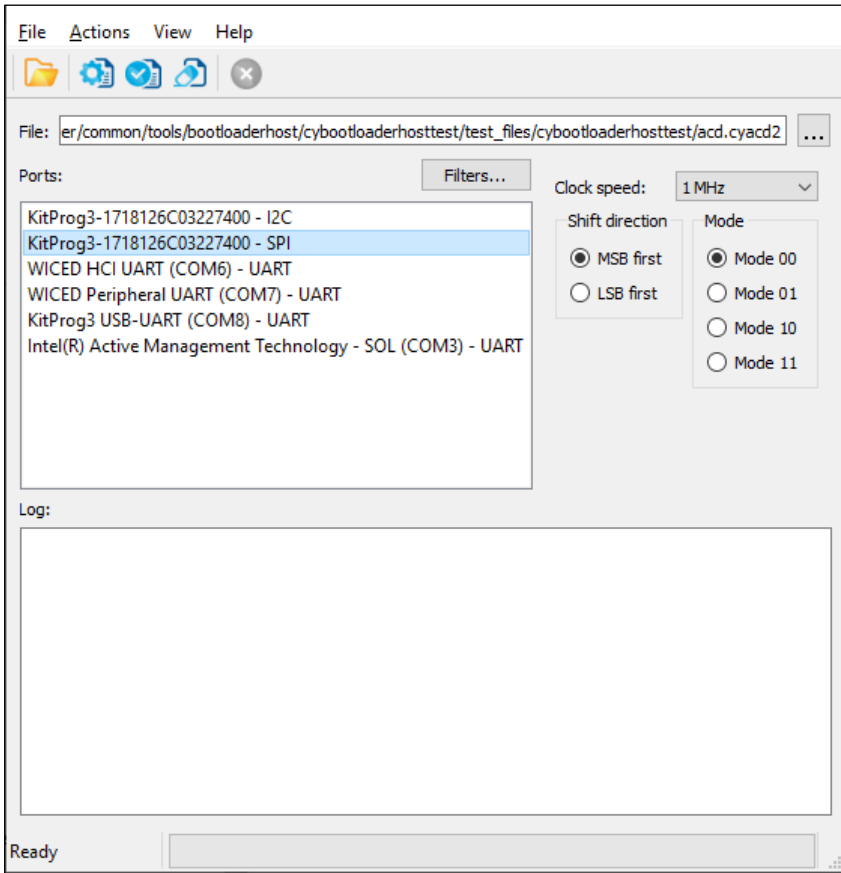 File Actions View Help
File: er/common/tools/bootloaderhost/cybootloaderhosttest/test_files/cybootloaderhosttest/acd.cyacd2 ...
Ports: Filters...
KitProg3-1718126C03227400 - I2C
KitProg3-1718126C03227400 - SPI
WICED HCI UART (COM6) - UART
WICED Peripheral UART (COM7) - UART
KitProg3 USB-UART (COM8) - UART
Intel(R) Active Management Technology - SOL (COM3) - UART
Clock speed: 1 MHz
Shift direction
MSB first
LSB first
Mode
Mode 00
Mode 01
Mode 10
Mode 11
Log:
Ready